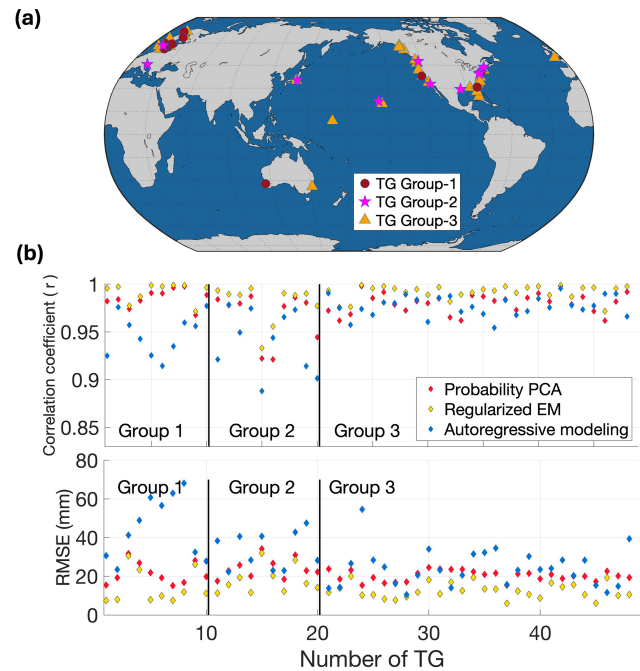 (a)
TG Group-1
TG Group-2
TG Group-3
(b)
Correlation coefficient ( r )
1
0.95
0.9
0.85
Group 1
Group 2
Group 3
Probability PCA
Regularized EM
Autoregressive modeling
RMSE (mm)
80
60
40
20
0
Group 1
Group 2
Group 3
10
20
30
40
Number of TG